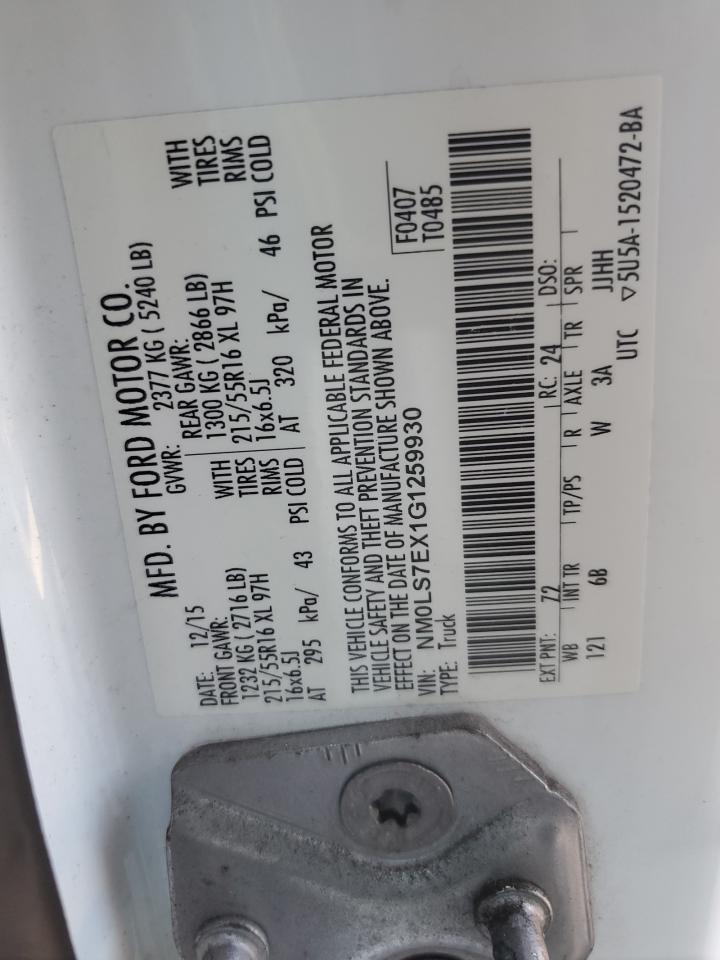 MFD. BY FORD MOTOR CO.
DATE: 12/15 GVWR: 2377 KG ( 5240 LB)
FRONT GAWR: REAR GAWR:
1232 KG ( 2716 LB) WITH 1300 KG ( 2866 LB) WITH
215/55R16 XL 97H TIRES 215/55R16 XL 97H TIRES
16x6.5J RIMS 16x6.5J RIMS
AT 295 kPa/ 43 PSI COLD AT 320 kPa/ 46 PSI COLD
THIS VEHICLE CONFORMS TO ALL APPLICABLE FEDERAL MOTOR
VEHICLE SAFETY AND THEFT PREVENTION STANDARDS IN
EFFECT ON THE DATE OF MANUFACTURE SHOWN ABOVE.
VIN: NM0LS7EX1G1259930 F0407
TYPE: Truck T0485
EXT PNT: 7Z RC: 24 DSO:
WB INT TR TP/PS R AXLE TR SPR
121 6B W 3A JJHH
UTC ▽5U5A-1520472-BA